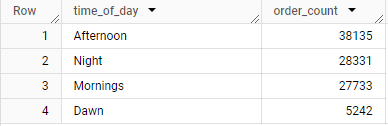 Row time_of_day order_count
1 Afternoon 38135
2 Night 28331
3 Mornings 27733
4 Dawn 5242